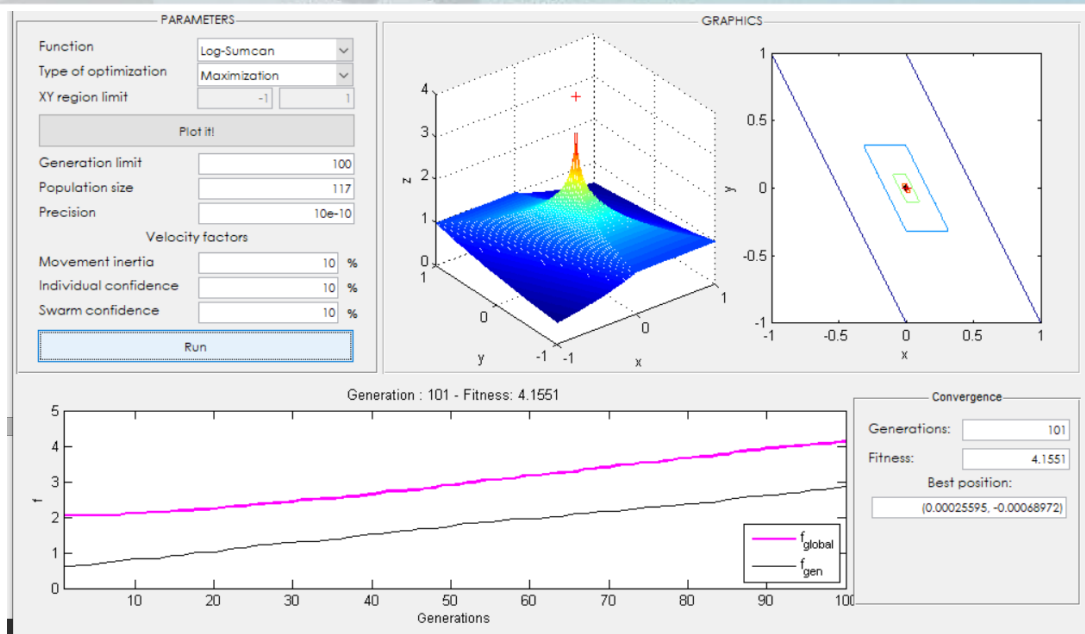 PARAMETERS
Function
Log-Sumcan
Type of optimization
Maximization
XY region limit
-1
1
Plot it!
Generation limit
100
Population size
117
Precision
10e-10
Velocity factors
Movement inertia
10 %
Individual confidence
10 %
Swarm confidence
10 %
Run
GRAPHICS
4
3
2
1
0
z
1
0
-1
y
-1
0
1
x
1
0.5
0
-0.5
-1
y
-1
-0.5
0
0.5
1
x
Generation : 101 - Fitness: 4.1551
5
4
3
2
1
0
f
10
20
30
40
50
60
70
80
90
100
Generations
f global
f gen
Convergence
Generations:
101
Fitness:
4.1551
Best position:
(0.00025595, -0.00068972)